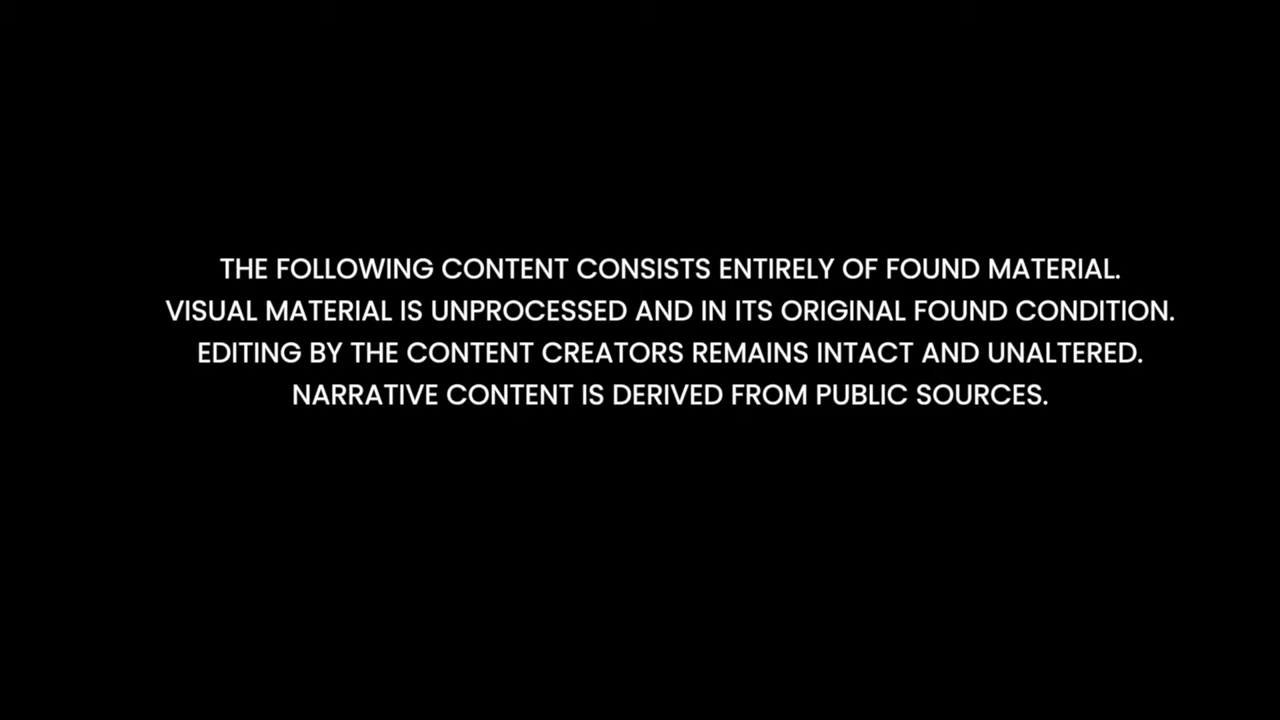 THE FOLLOWING CONTENT CONSISTS ENTIRELY OF FOUND MATERIAL.
VISUAL MATERIAL IS UNPROCESSED AND IN ITS ORIGINAL FOUND CONDITION.
EDITING BY THE CONTENT CREATORS REMAINS INTACT AND UNALTERED.
NARRATIVE CONTENT IS DERIVED FROM PUBLIC SOURCES.